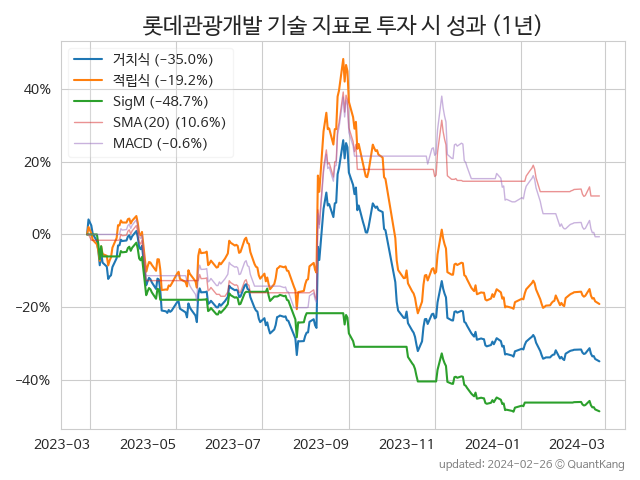 롯데관광개발 기술 지표로 투자 시 성과 (1년)
거치식 (−35.0%)
적립식 (−19.2%)
SigM (−48.7%)
SMA(20) (10.6%)
MACD (−0.6%)
40%
20%
0%
−20%
−40%
2023−03 2023−05 2023−07 2023−09 2023−11 2024−01 2024−03
updated: 2024-02-26 © QuantKang